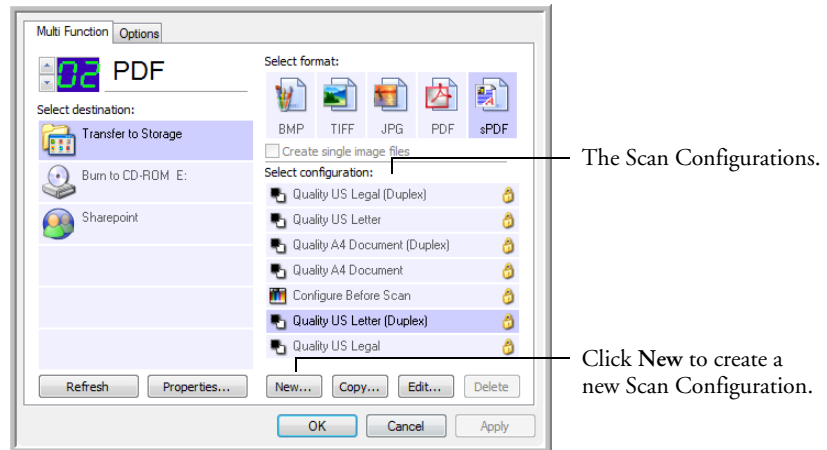 Multi Function Options
02 PDF
Select destination:
Transfer to Storage
Burn to CD-ROM E:
Sharepoint
Refresh Properties...
Select format:
BMP TIFF JPG PDF sPDF
Create single image files
Select configuration:
Quality US Legal (Duplex)
Quality US Letter
Quality A4 Document (Duplex)
Quality A4 Document
Configure Before Scan
Quality US Letter (Duplex)
Quality US Legal
New... Copy... Edit... Delete
OK Cancel Apply
The Scan Configurations.
Click New to create a
new Scan Configuration.